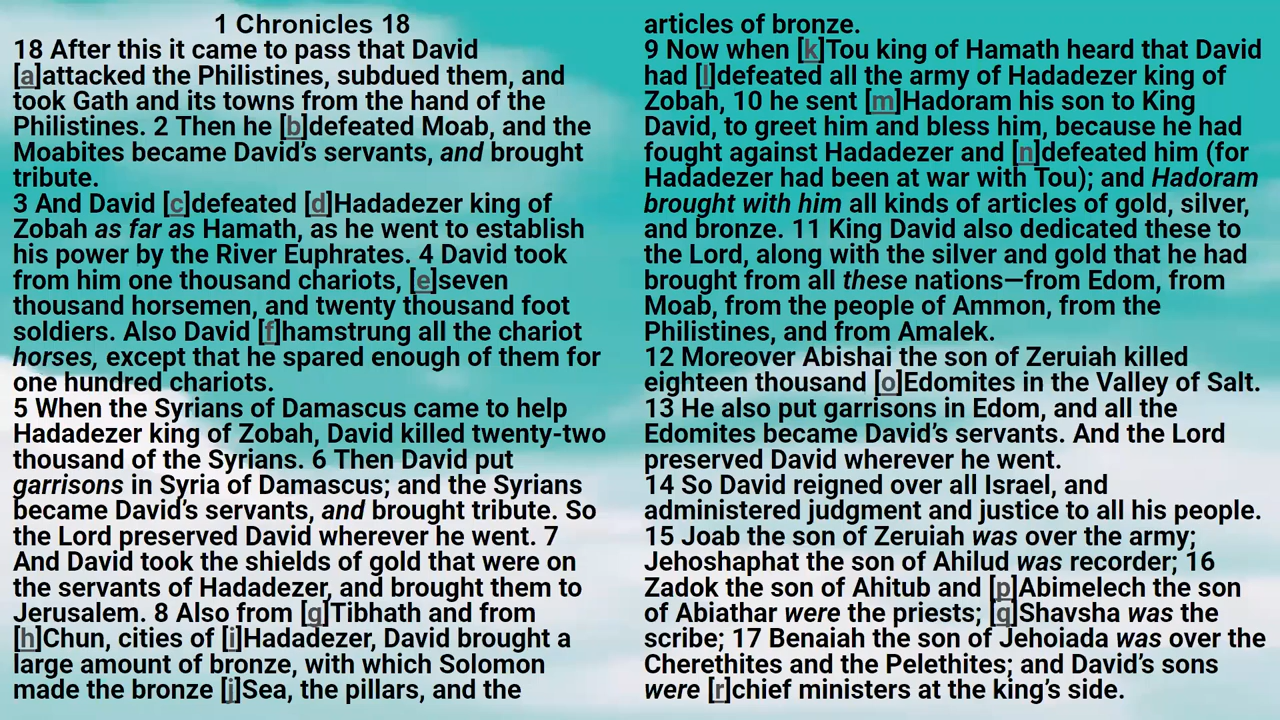 1 Chronicles 18
18 After this it came to pass that David
[a]attacked the Philistines, subdued them, and
took Gath and its towns from the hand of the
Philistines. 2 Then he [b]defeated Moab, and the
Moabites became David’s servants, and brought
tribute.
3 And David [c]defeated [d]Hadadezer king of
Zobah as far as Hamath, as he went to establish
his power by the River Euphrates. 4 David took
from him one thousand chariots, [e]seven
thousand horsemen, and twenty thousand foot
soldiers. Also David [f]hamstrung all the chariot
horses, except that he spared enough of them for
one hundred chariots.
5 When the Syrians of Damascus came to help
Hadadezer king of Zobah, David killed twenty-two
thousand of the Syrians. 6 Then David put
garrisons in Syria of Damascus; and the Syrians
became David’s servants, and brought tribute. So
the Lord preserved David wherever he went. 7
And David took the shields of gold that were on
the servants of Hadadezer, and brought them to
Jerusalem. 8 Also from [g]Tibhath and from
[h]Chun, cities of [i]Hadadezer, David brought a
large amount of bronze, with which Solomon
made the bronze [j]Sea, the pillars, and the
articles of bronze.
9 Now when [k]Tou king of Hamath heard that David
had [l]defeated all the army of Hadadezer king of
Zobah, 10 he sent [m]Hadoram his son to King
David, to greet him and bless him, because he had
fought against Hadadezer and [n]defeated him (for
Hadadezer had been at war with Tou); and Hadoram
brought with him all kinds of articles of gold, silver,
and bronze. 11 King David also dedicated these to
the Lord, along with the silver and gold that he had
brought from all these nations—from Edom, from
Moab, from the people of Ammon, from the
Philistines, and from Amalek.
12 Moreover Abishai the son of Zeruiah killed
eighteen thousand [o]Edomites in the Valley of Salt.
13 He also put garrisons in Edom, and all the
Edomites became David’s servants. And the Lord
preserved David wherever he went.
14 So David reigned over all Israel, and
administered judgment and justice to all his people.
15 Joab the son of Zeruiah was over the army;
Jehoshaphat the son of Ahilud was recorder; 16
Zadok the son of Ahitub and [p]Abimelech the son
of Abiathar were the priests; [q]Shavsha was the
scribe; 17 Benaiah the son of Jehoiada was over the
Cherethites and the Pelethites; and David’s sons
were [r]chief ministers at the king’s side.